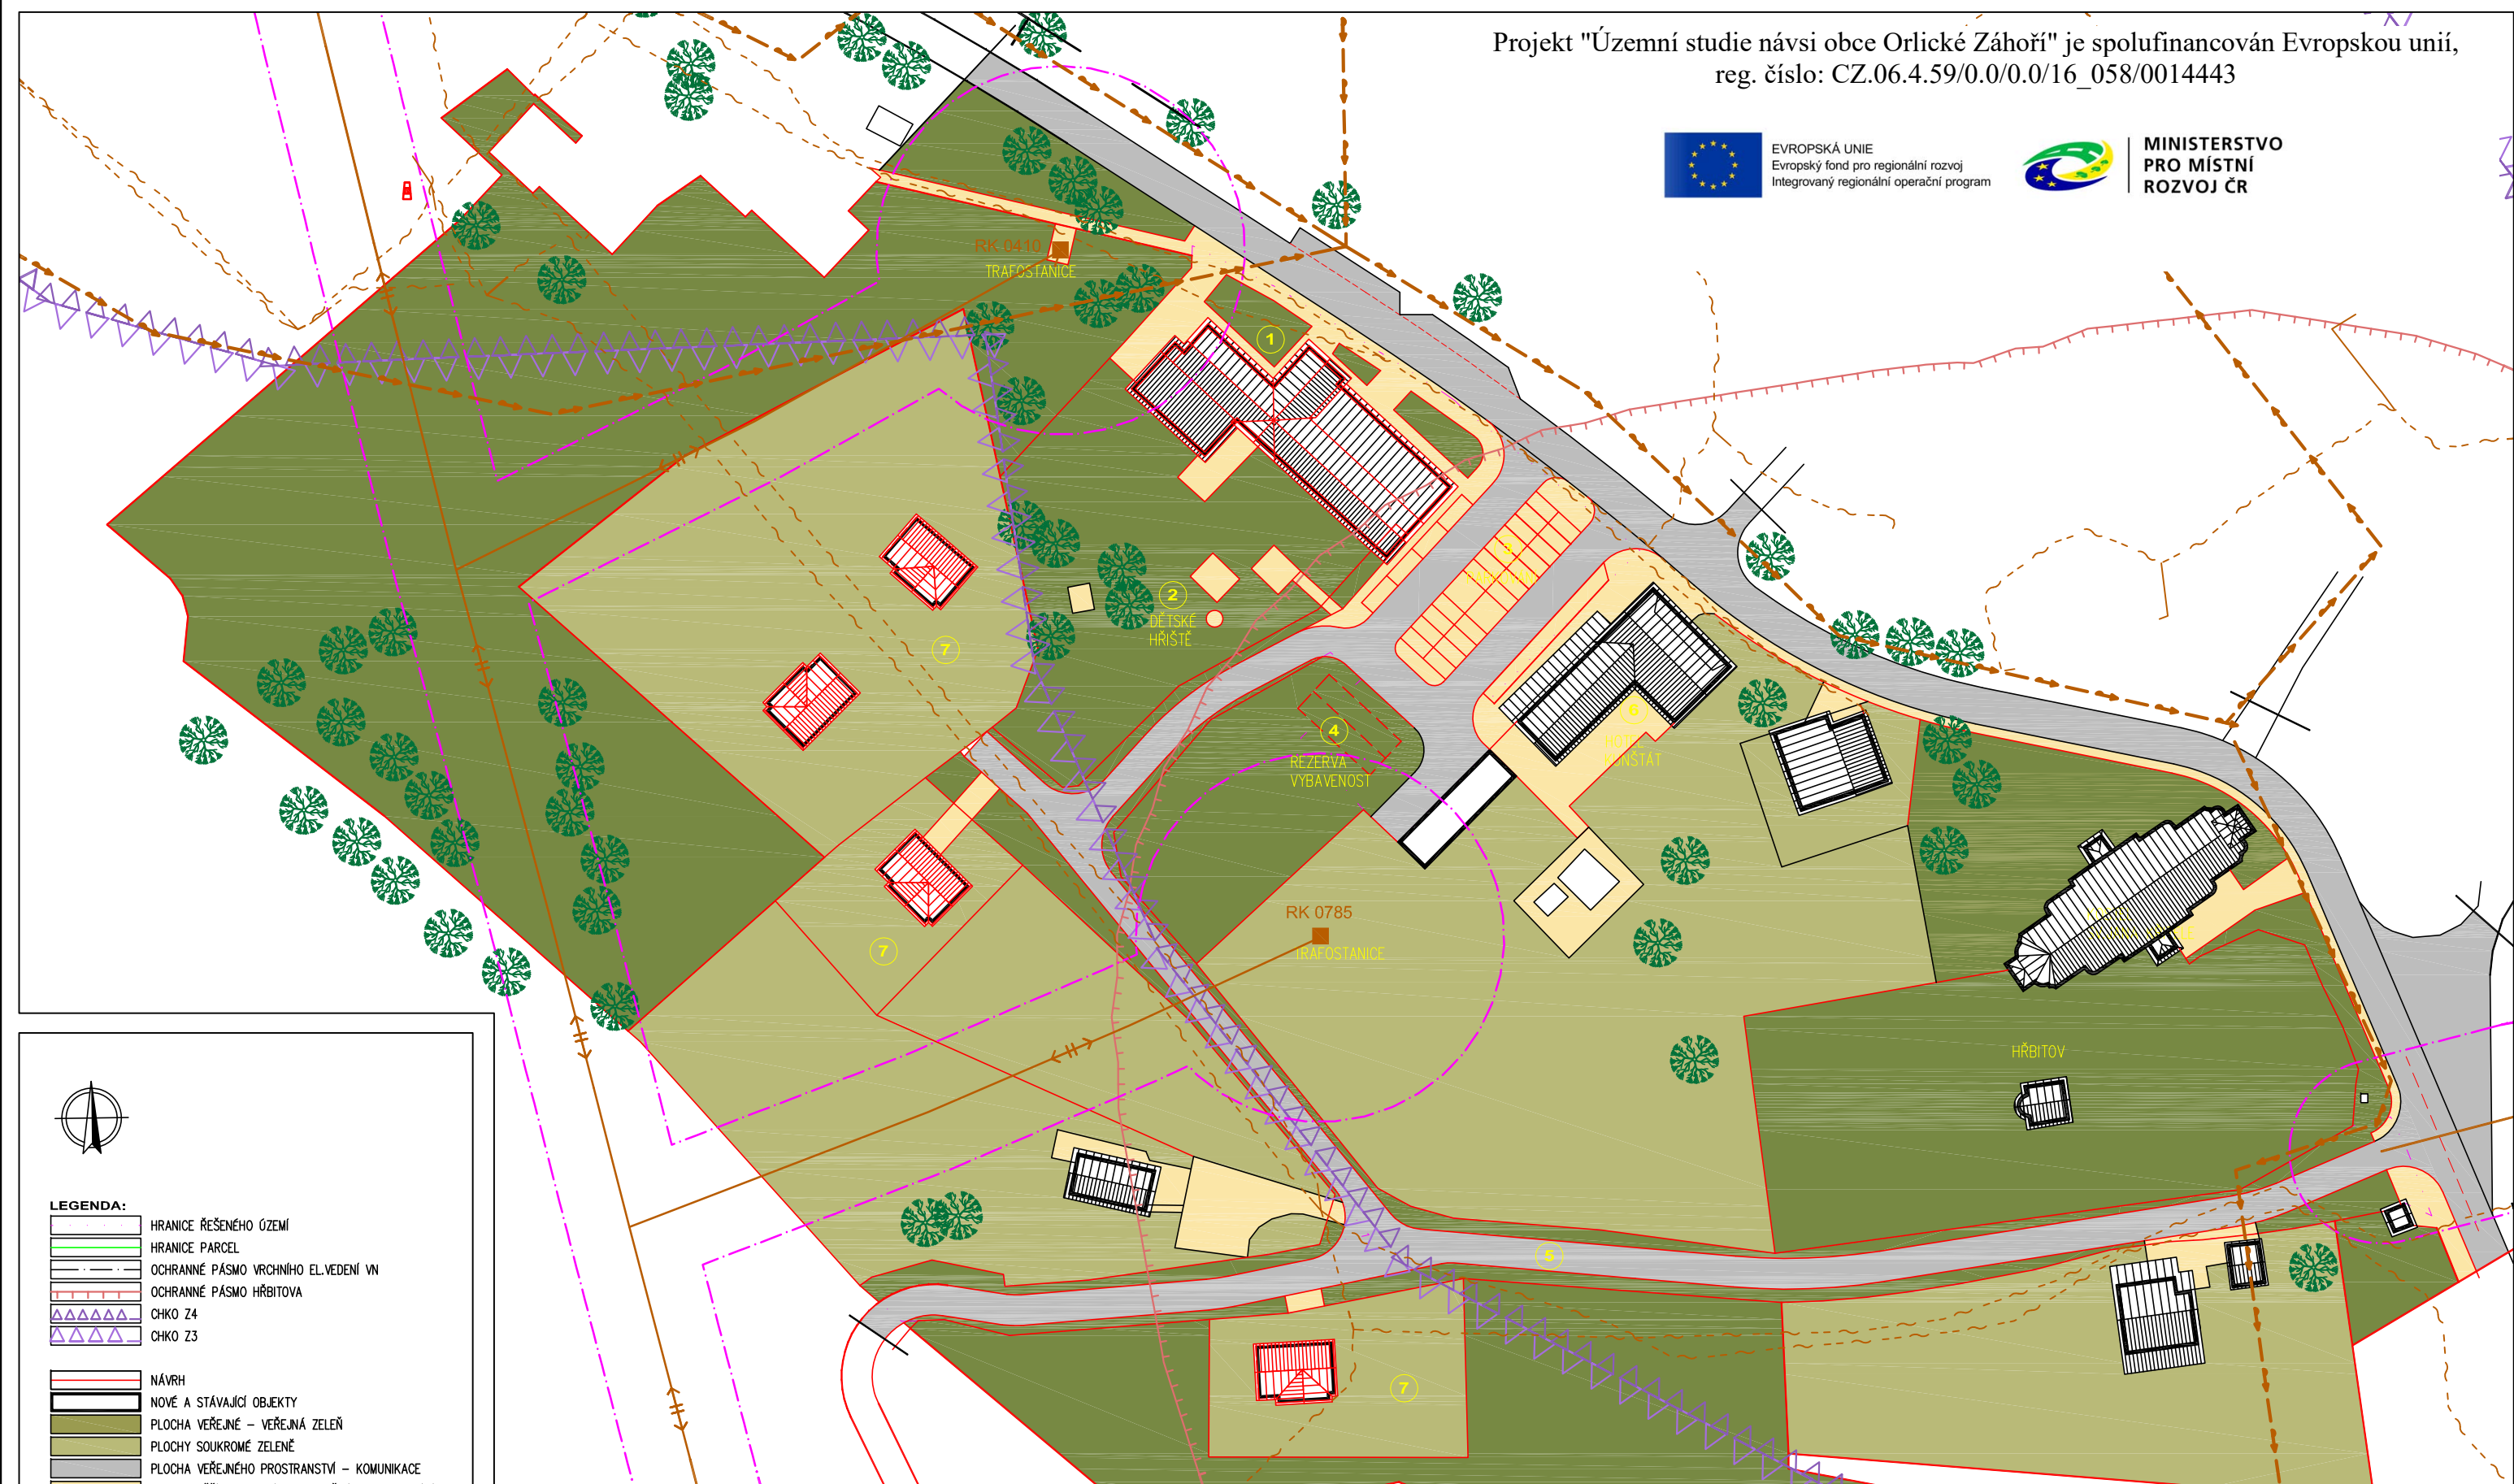 Projekt "Územní studie návsi obce Orlické Záhoří" je spolufinancován Evropskou unií,
reg. číslo: CZ.06.4.59/0.0/0.0/16_058/0014443
EVROPSKÁ UNIE
Evropský fond pro regionální rozvoj
Integrovaný regionální operační program
MINISTERSTVO
PRO MÍSTNÍ
ROZVOJ ČR
RK 0410
TRAFOSTANICE
1
2
DĚTSKÉ
HŘIŠTĚ
7
4
REZERVA
VYBAVENOST
6
RK 0785
TRAFOSTANICE
7
HŘBITOV
5
7
LEGENDA:
HRANICE ŘEŠENÉHO ÚZEMÍ
HRANICE PARCEL
OCHRANNÉ PÁSMO VRCHNÍHO EL.VEDENÍ VN
OCHRANNÉ PÁSMO HŘBITOVA
CHKO Z4
CHKO Z3
NÁVRH
NOVÉ A STÁVAJÍCÍ OBJEKTY
PLOCHA VEŘEJNÉ – VEŘEJNÁ ZELEŇ
PLOCHY SOUKROMÉ ZELENĚ
PLOCHA VEŘEJNÉHO PROSTRANSTVÍ – KOMUNIKACE